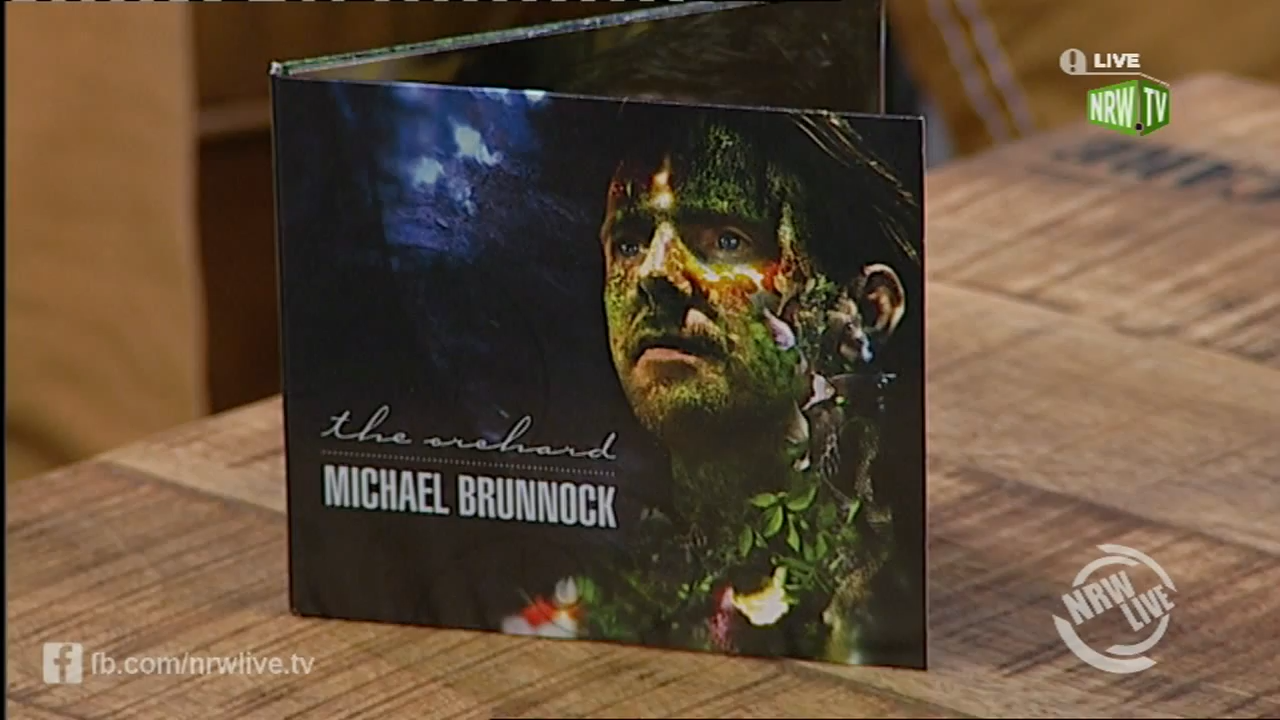 LIVE
NRW.TV
the orchard
MICHAEL BRUNNOCK
NRW
LIVE
fb.com/nrwlive.tv